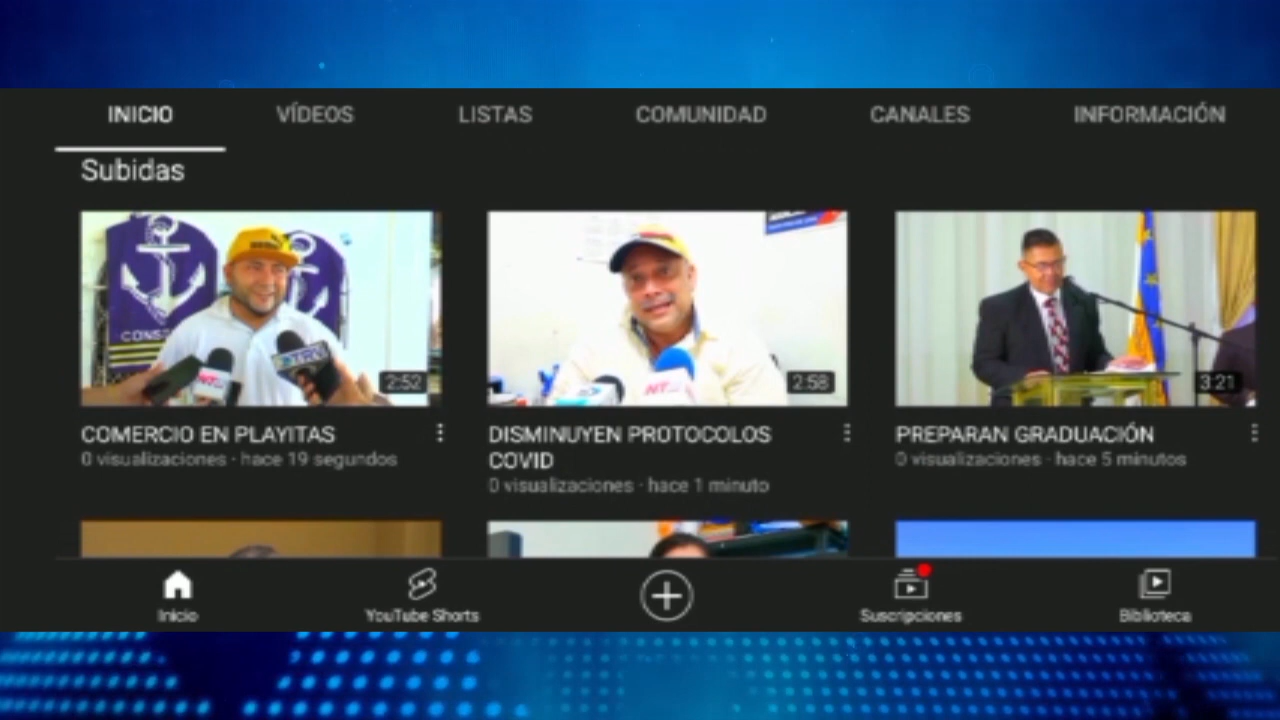 INICIO
VÍDEOS
LISTAS
COMUNIDAD
CANALES
INFORMACIÓN
Subidas
2:52
2:58
3:21
COMERCIO EN PLAYITAS
0 visualizaciones · hace 19 segundos
DISMINUYEN PROTOCOLOS
COVID
0 visualizaciones · hace 1 minuto
PREPARAN GRADUACIÓN
0 visualizaciones · hace 5 minutos
Inicio
YouTube Shorts
Suscripciones
Biblioteca